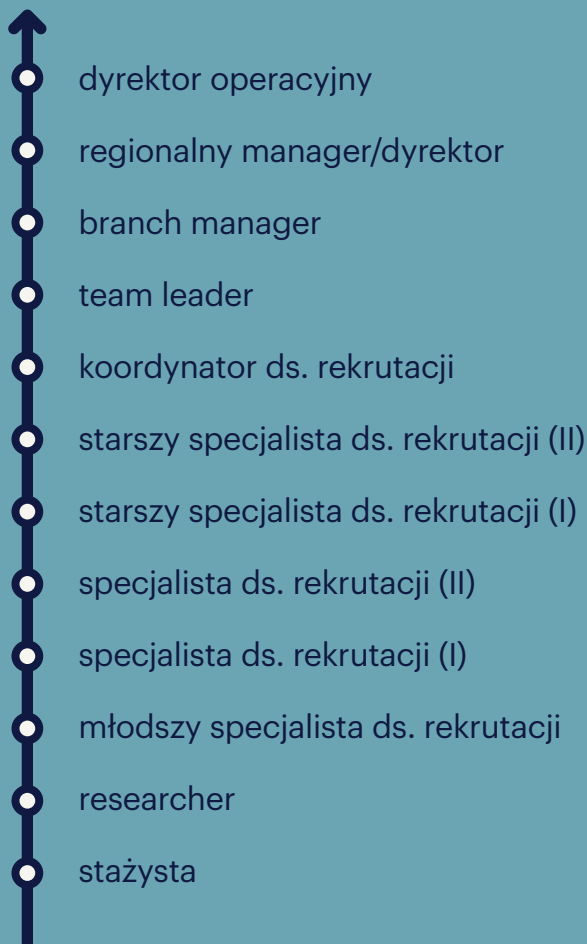 dyrektor operacyjny
regionalny manager/dyrektor
branch manager
team leader
koordynator ds. rekrutacji
starszy specjalista ds. rekrutacji (II)
starszy specjalista ds. rekrutacji (I)
specjalista ds. rekrutacji (II)
specjalista ds. rekrutacji (I)
młodszy specjalista ds. rekrutacji
researcher
stażysta